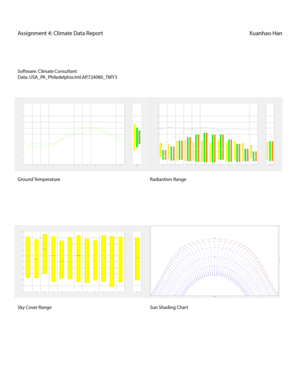 Assignment 4: Climate Data Report
Xuanhao Han
Software: Climate Consultant
Data: USA_PA_Philadelphia.Intl.AP.724080_TMY3
Ground Temperature
Radiantion Range
Sky Cover Range
Sun Shading Chart